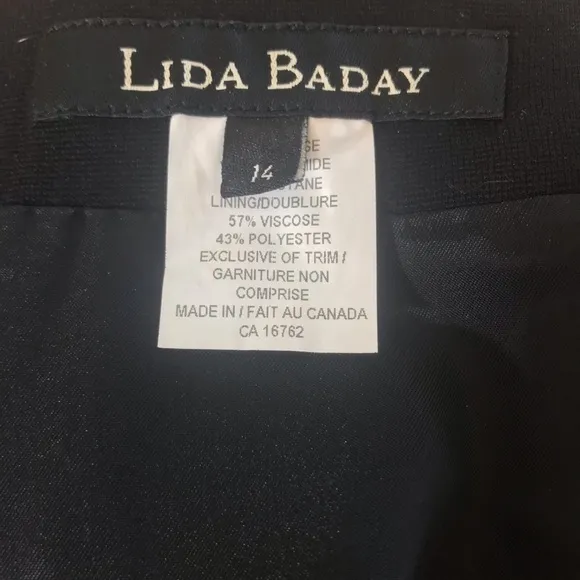 LIDA BADAY
14
LINING/DOUBLURE
57% VISCOSE
43% POLYESTER
EXCLUSIVE OF TRIM /
GARNITURE NON
COMPRISE
MADE IN / FAIT AU CANADA
CA 16762